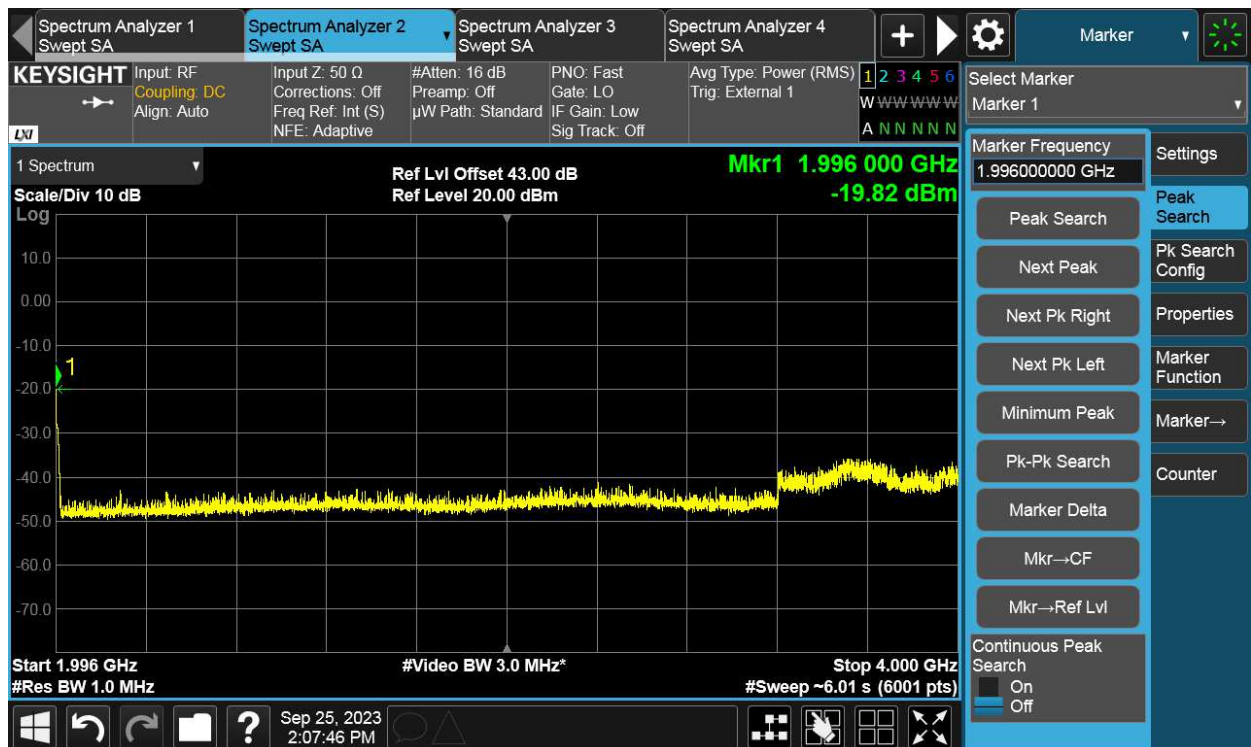 Spectrum Analyzer 1
Swept SA
Spectrum Analyzer 2
Swept SA
Spectrum Analyzer 3
Swept SA
Spectrum Analyzer 4
Swept SA
+
Marker
KEYSIGHT
LXI
Input: RF
Coupling: DC
Align: Auto
Input Z: 50 Ω
Corrections: Off
Freq Ref: Int (S)
NFE: Adaptive
#Atten: 16 dB
Preamp: Off
µW Path: Standard
PNO: Fast
Gate: LO
IF Gain: Low
Sig Track: Off
Avg Type: Power (RMS)
Trig: External 1
1 2 3 4 5 6
W W W W W W
A N N N N N
Select Marker
Marker 1
1 Spectrum
Scale/Div 10 dB
Log
Ref Lvl Offset 43.00 dB
Ref Level 20.00 dBm
Mkr1 1.996 000 GHz
-19.82 dBm
10.0
0.00
-10.0
-20.0
-30.0
-40.0
-50.0
-60.0
-70.0
1
Start 1.996 GHz
#Res BW 1.0 MHz
#Video BW 3.0 MHz*
Stop 4.000 GHz
#Sweep ~6.01 s (6001 pts)
Marker Frequency
1.996000000 GHz
Peak Search
Next Peak
Next Pk Right
Next Pk Left
Minimum Peak
Pk-Pk Search
Marker Delta
Mkr→CF
Mkr→Ref Lvl
Continuous Peak
Search
On
Off
Settings
Peak
Search
Pk Search
Config
Properties
Marker
Function
Marker→
Counter
?
Sep 25, 2023
2:07:46 PM